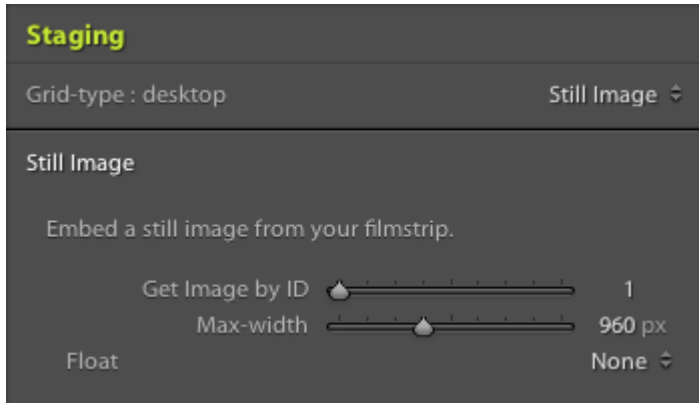 Staging
Grid-type : desktop Still Image
Still Image
Embed a still image from your filmstrip.
Get Image by ID 1
Max-width 960 px
Float None